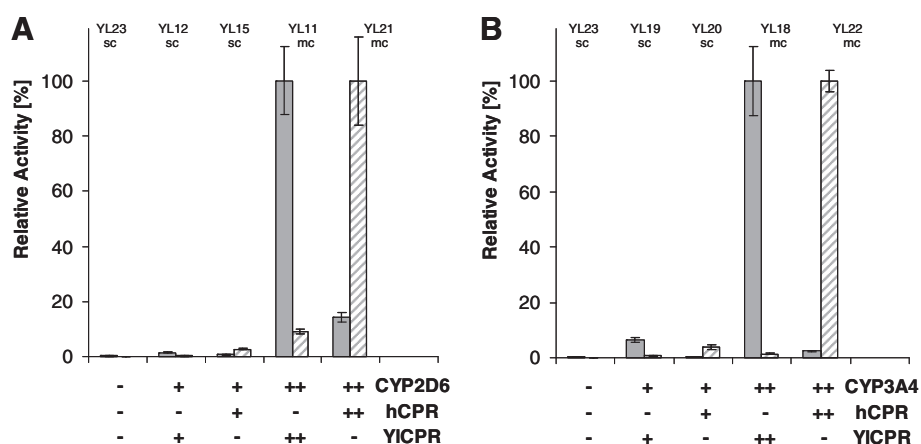 A
YL23 YL12 YL15 YL11 YL21
sc sc sc mc mc
Relative Activity [%]
100
80
60
40
20
0
- + + ++ ++ CYP2D6
- - + - ++ hCPR
- + - ++ - YlCPR
B
YL23 YL19 YL20 YL18 YL22
sc sc sc mc mc
Relative Activity [%]
100
80
60
40
20
0
- + + ++ ++ CYP3A4
- - + - ++ hCPR
- + - ++ - YlCPR